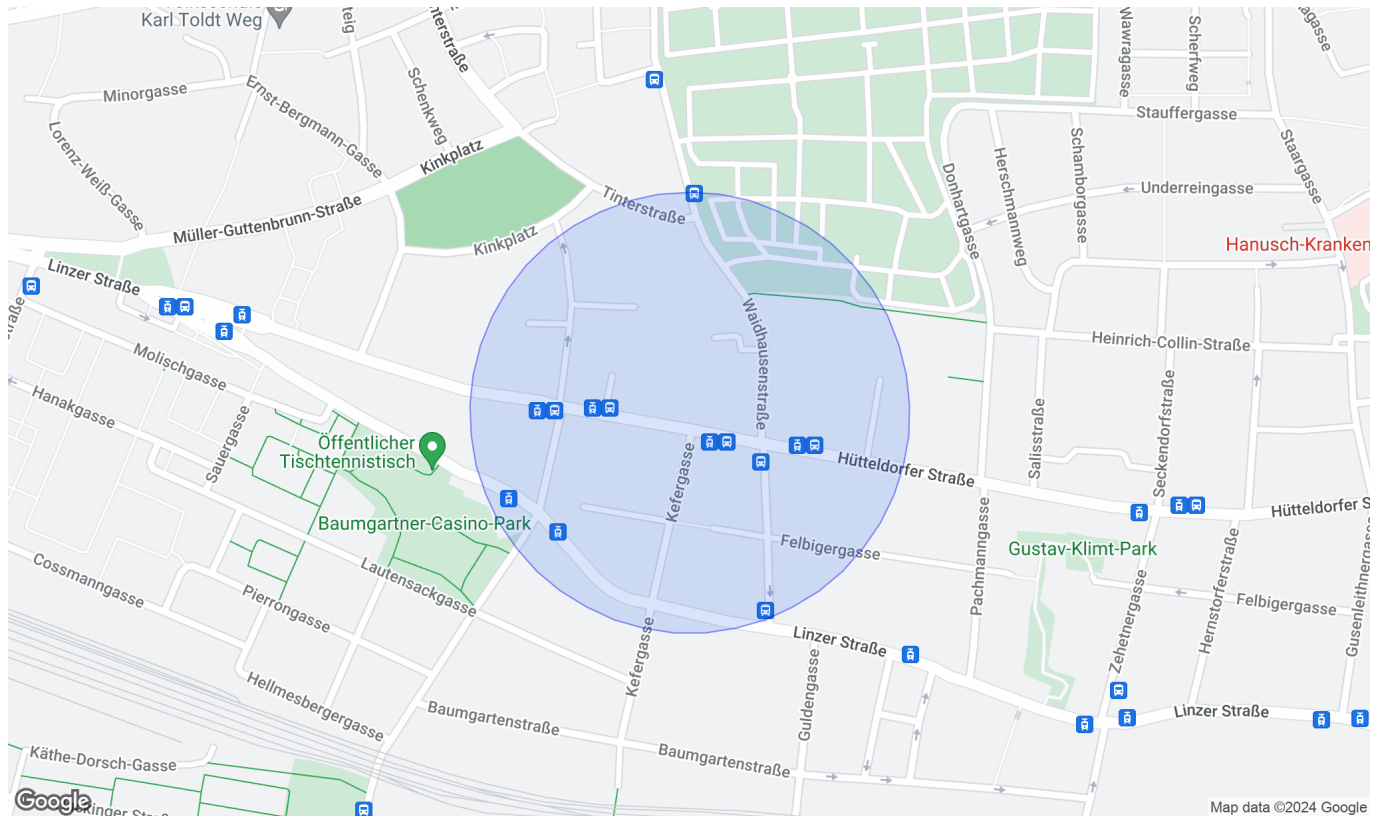 Karl Toldt Weg
Wawragasse
Scherfweg
Schenkweg
Minorgasse
Ernst-Bergmann-Gasse
Stauffergasse
Lorenz-Weiß-Gasse
Kinkplatz
Staargasse
Donhartgasse
Herschmannweg
Schamborgasse
Underreingasse
Tinterstraße
Müller-Guttenbrunn-Straße
Kinkplatz
Hanusch-Kranken
Linzer Straße
Waidhausenstraße
Heinrich-Collin-Straße
Molischgasse
Hanakgasse
Sauergasse
Öffentlicher
Tischtennistisch
Salisstraße
Seckendorfstraße
Hütteldorfer Straße
Kefergasse
Hütteldorfer S
Baumgartner-Casino-Park
Felbigergasse
Gustav-Klimt-Park
Pachmanngasse
Cossmanngasse
Lautensackgasse
Pierrongasse
Zehetnergasse
Hernstorferstraße
Felbigergasse
Gusenleithnergasse
Linzer Straße
Kefergasse
Guldengasse
Hellmesbergergasse
Baumgartenstraße
Linzer Straße
Käthe-Dorsch-Gasse
Baumgartenstraße
Google
Map data ©2024 Google